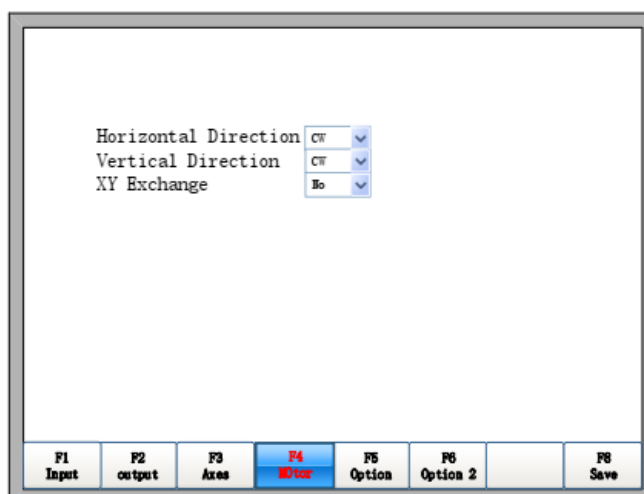 Horizontal Direction CW
Vertical Direction CW
XY Exchange No
F1 F2 F3 F4 F5 F6 F8
Input output Axes MOtor Option Option 2 Save